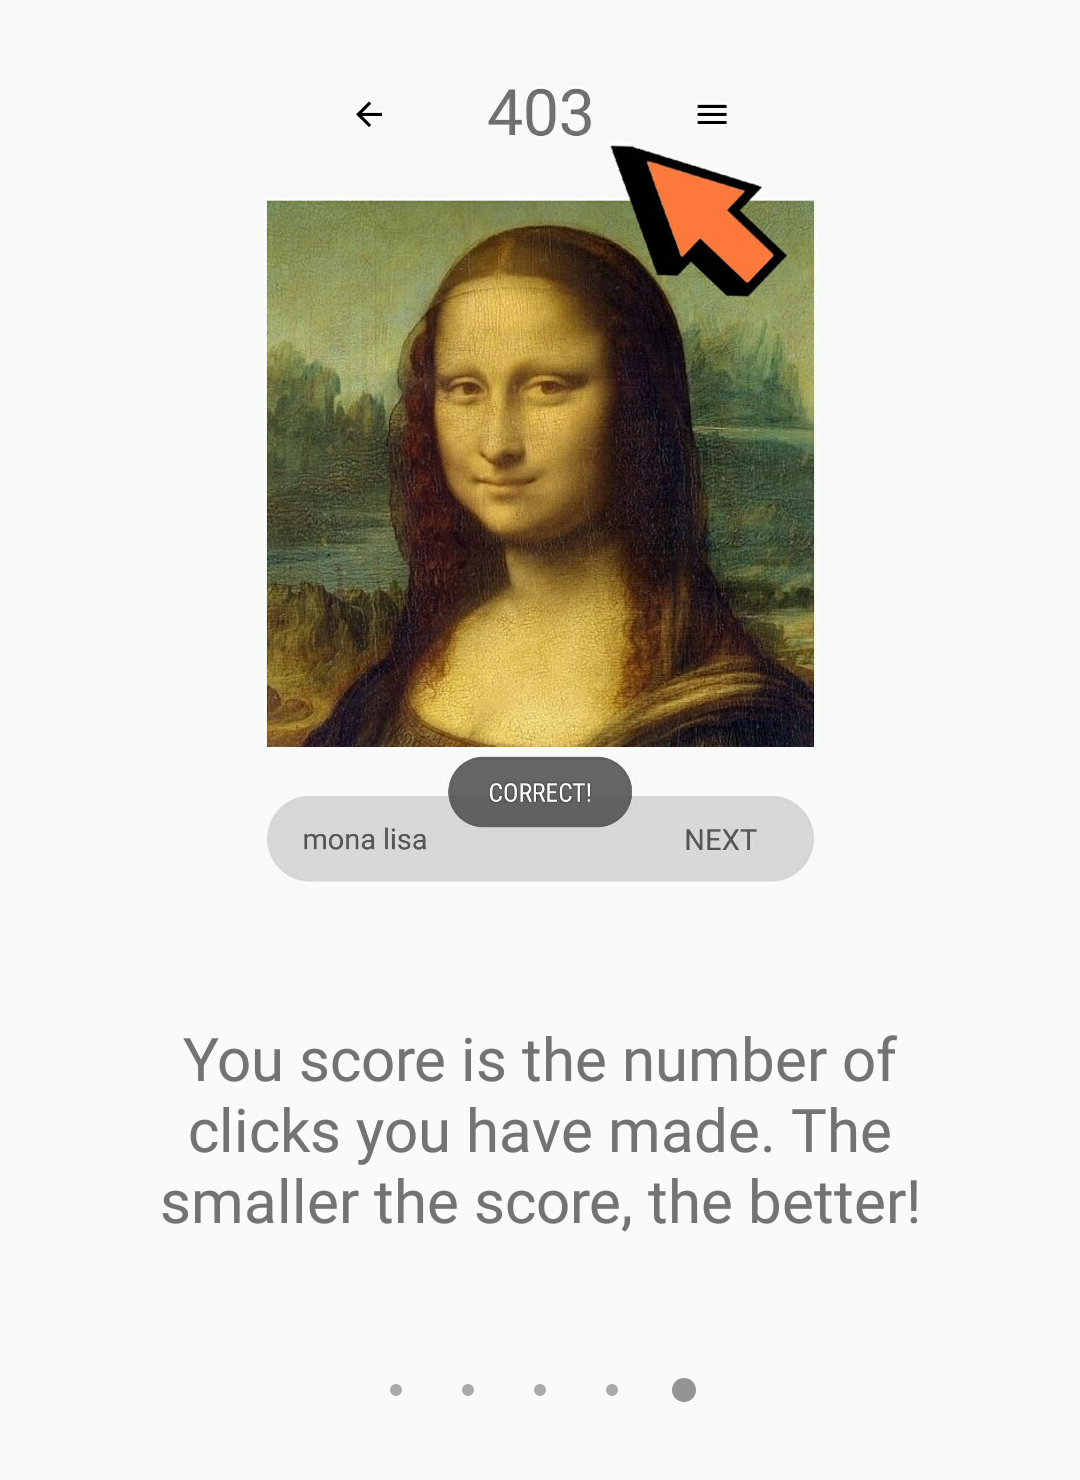 403
CORRECT!
mona lisa NEXT
You score is the number of
clicks you have made. The
smaller the score, the better!